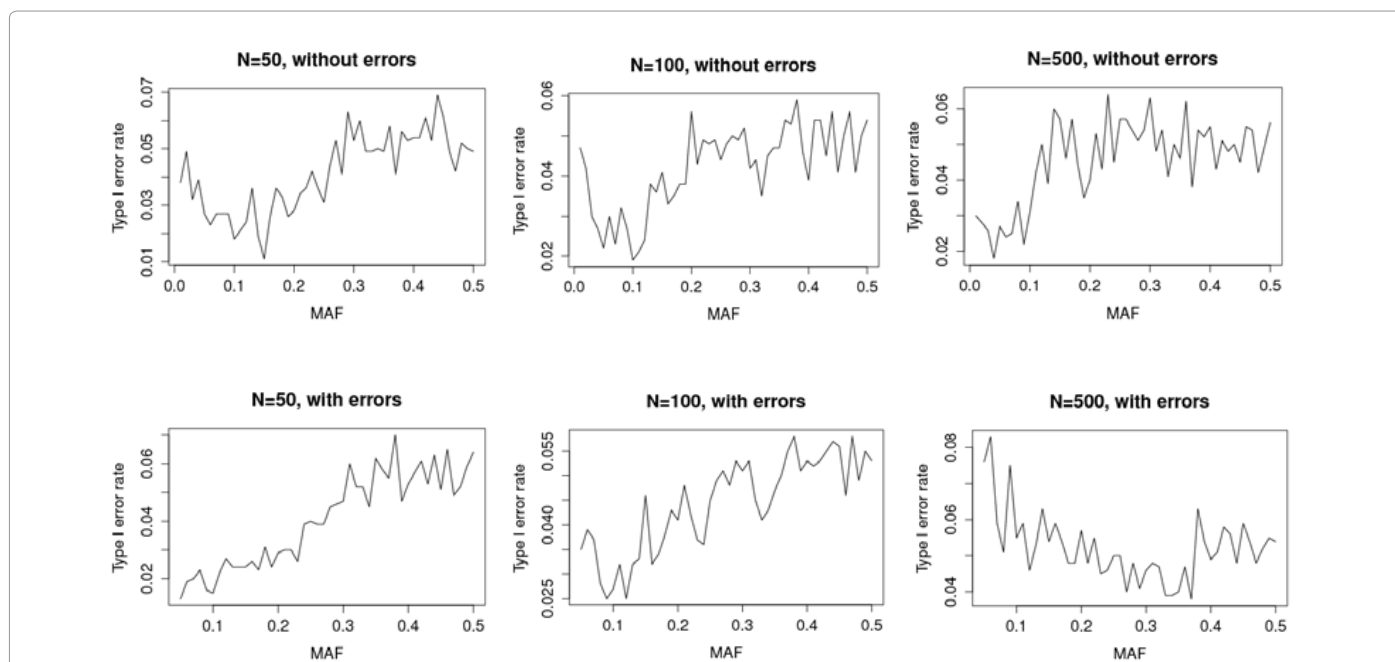 N=50, without errors
N=100, without errors
N=500, without errors
Type I error rate
0.07
0.05
0.03
0.01
0.0 0.1 0.2 0.3 0.4 0.5
MAF
Type I error rate
0.06
0.04
0.02
0.0 0.1 0.2 0.3 0.4 0.5
MAF
Type I error rate
0.06
0.04
0.02
0.0 0.1 0.2 0.3 0.4 0.5
MAF
N=50, with errors
N=100, with errors
N=500, with errors
Type I error rate
0.06
0.04
0.02
0.1 0.2 0.3 0.4 0.5
MAF
Type I error rate
0.055
0.040
0.025
0.1 0.2 0.3 0.4 0.5
MAF
Type I error rate
0.08
0.06
0.04
0.1 0.2 0.3 0.4 0.5
MAF